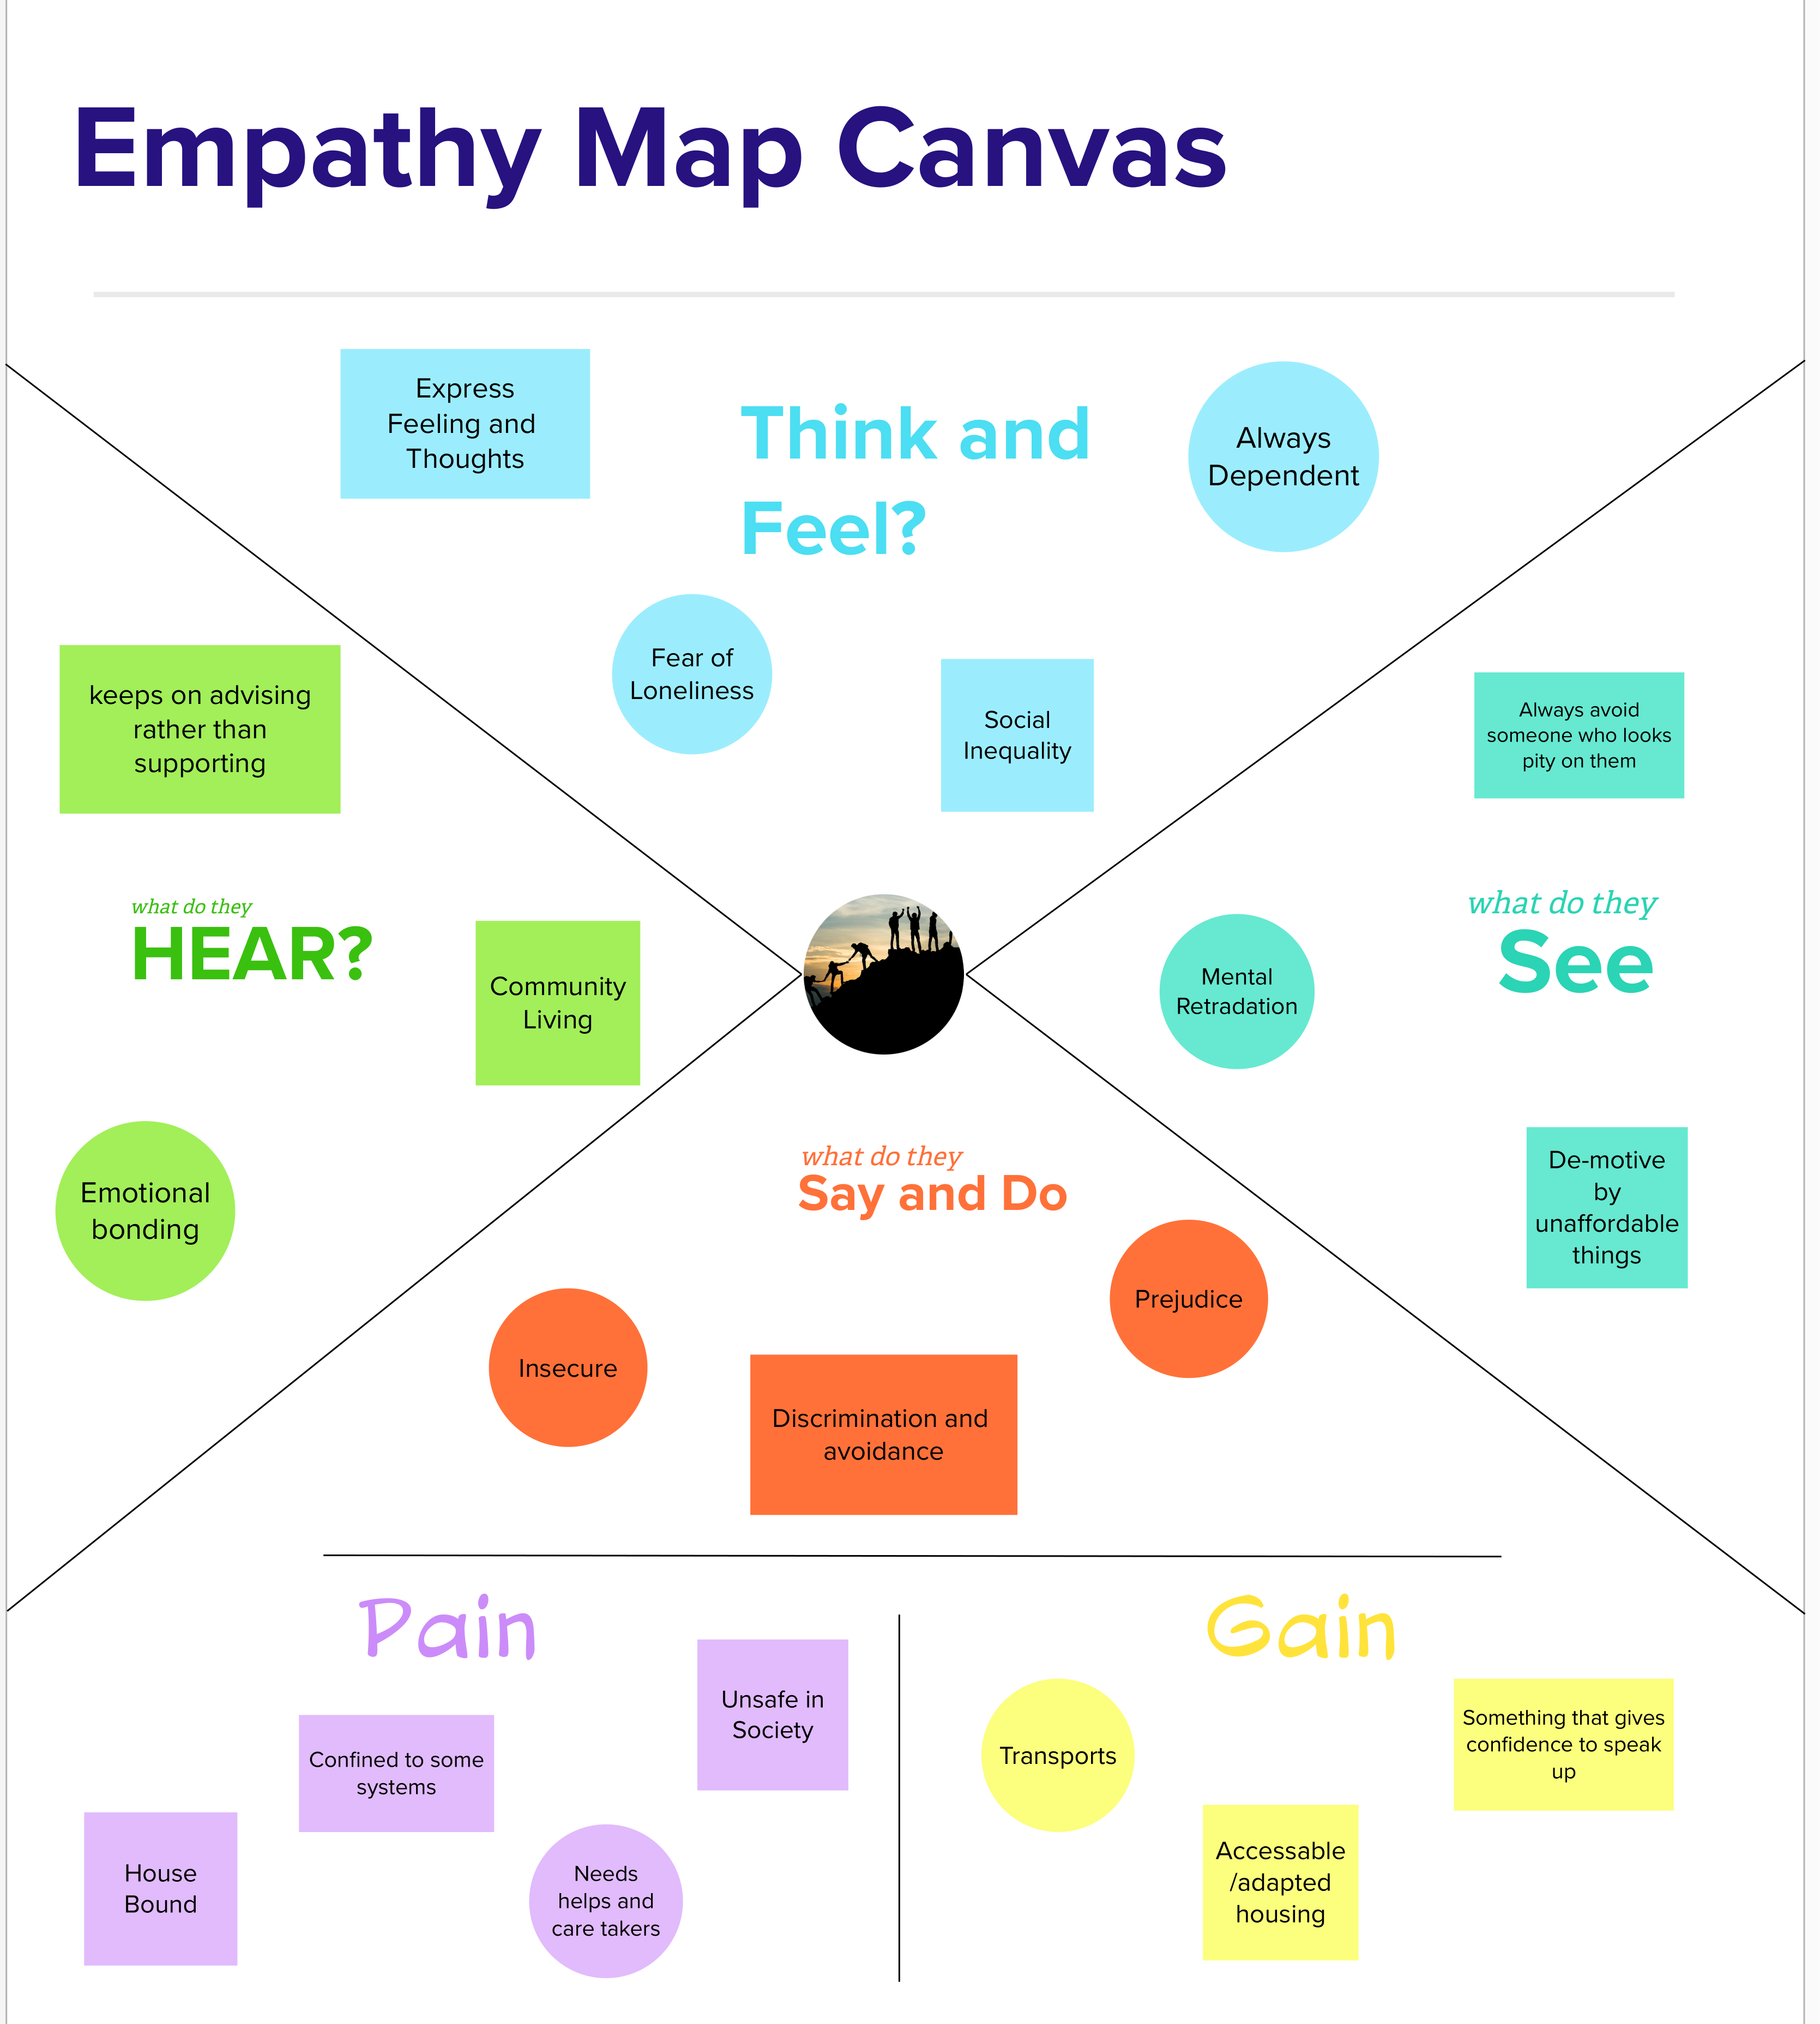 Empathy Map Canvas
Express
Feeling and
Thoughts
Think and
Feel?
Always
Dependent
Fear of
Loneliness
Social
Inequality
keeps on advising
rather than
supporting
what do they
HEAR?
Community
Living
Emotional
bonding
Always avoid
someone who looks
pity on them
what do they
See
Mental
Retradation
De-motive
by
unaffordable
things
what do they
Say and Do
Insecure
Discrimination and
avoidance
Prejudice
Pain
Unsafe in
Society
Confined to some
systems
House
Bound
Needs
helps and
care takers
Gain
Transports
Something that gives
confidence to speak
up
Accessable
/adapted
housing